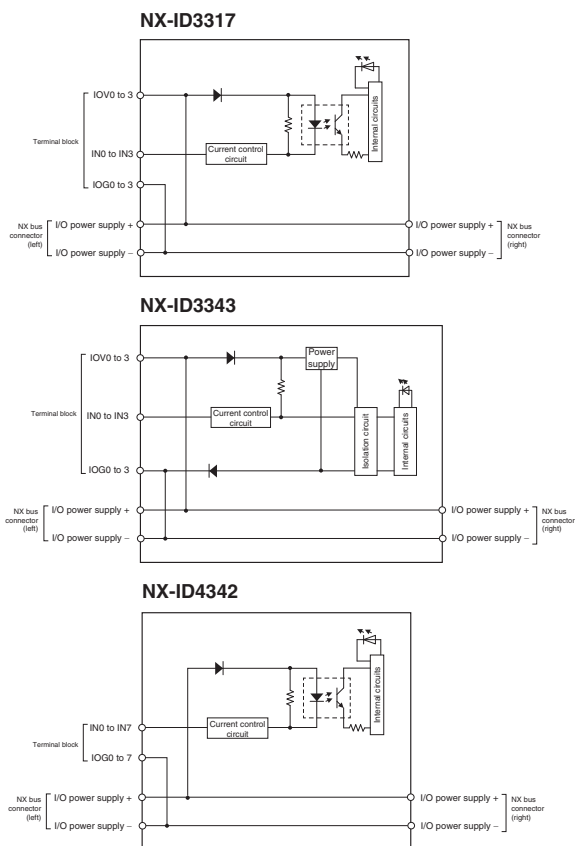 NX-ID3317
IOV0 to 3
Terminal block
IN0 to IN3
Current control
circuit
Internal circuits
IOG0 to 3
NX bus
connector
(left)
I/O power supply +
I/O power supply −
I/O power supply +
I/O power supply −
NX bus
connector
(right)
NX-ID3343
IOV0 to 3
Power
supply
Terminal block
IN0 to IN3
Current control
circuit
Isolation circuit
Internal circuits
IOG0 to 3
NX bus
connector
(left)
I/O power supply +
I/O power supply −
I/O power supply +
I/O power supply −
NX bus
connector
(right)
NX-ID4342
Internal circuits
IN0 to IN7
Current control
circuit
Terminal block
IOG0 to 7
NX bus
connector
(left)
I/O power supply +
I/O power supply −
I/O power supply +
I/O power supply −
NX bus
connector
(right)